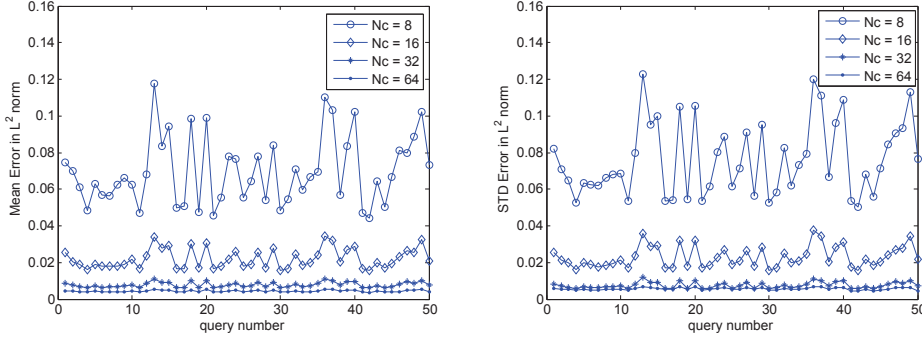 0.16
0.14
0.12
0.1
0.08
0.06
0.04
0.02
0
Mean Error in L² norm
0 10 20 30 40 50
query number
Nc = 8
Nc = 16
Nc = 32
Nc = 64
0.16
0.14
0.12
0.1
0.08
0.06
0.04
0.02
0
STD Error in L² norm
0 10 20 30 40 50
query number
Nc = 8
Nc = 16
Nc = 32
Nc = 64